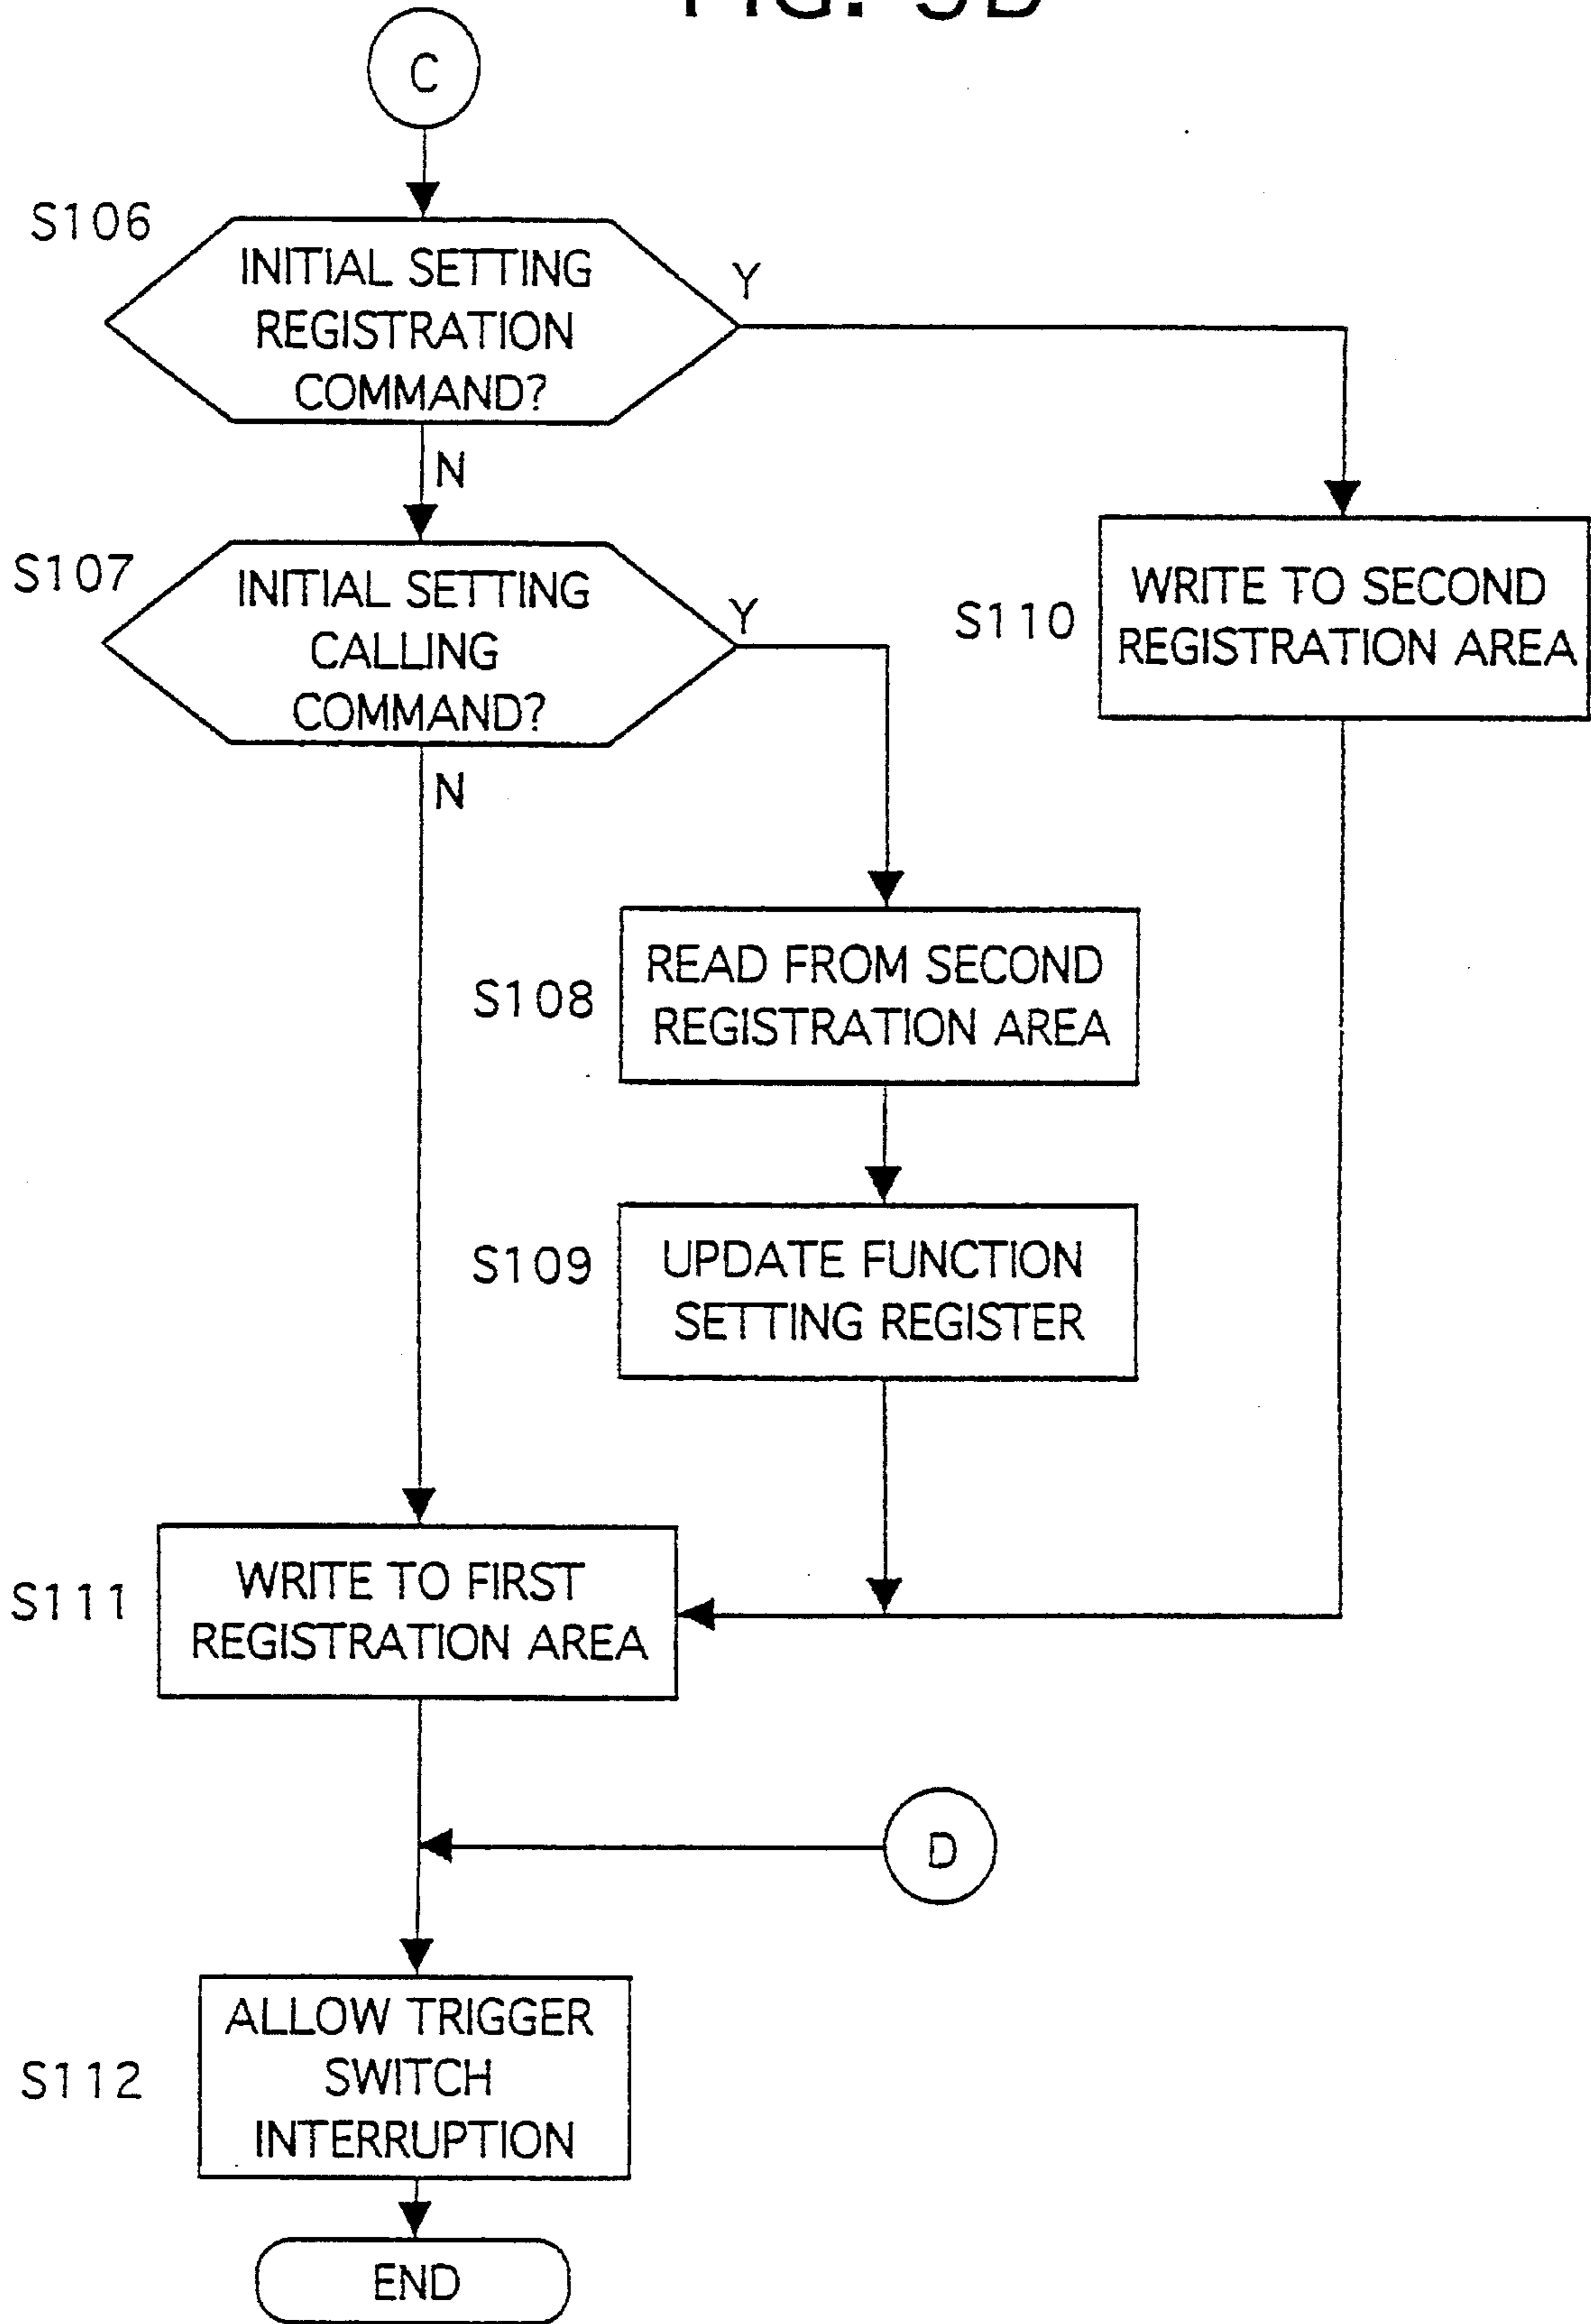 C
S106
INITIAL SETTING
REGISTRATION
COMMAND?
Y
N
S107
INITIAL SETTING
CALLING
COMMAND?
Y
N
S110
WRITE TO SECOND
REGISTRATION AREA
S108
READ FROM SECOND
REGISTRATION AREA
S109
UPDATE FUNCTION
SETTING REGISTER
S111
WRITE TO FIRST
REGISTRATION AREA
D
S112
ALLOW TRIGGER
SWITCH
INTERRUPTION
END